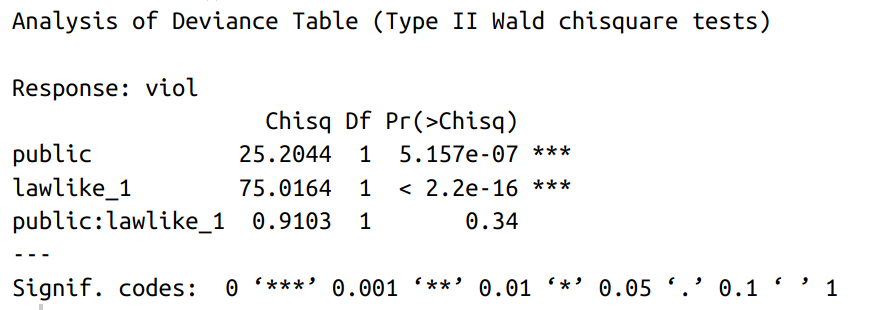 Analysis of Deviance Table (Type II Wald chisquare tests)

Response: viol
                  Chisq Df Pr(>Chisq)
public          25.2044  1  5.157e-07 ***
lawlike_1       75.0164  1  < 2.2e-16 ***
public:lawlike_1  0.9103  1       0.34
---
Signif. codes:  0 ‘***’ 0.001 ‘**’ 0.01 ‘*’ 0.05 ‘.’ 0.1 ‘ ’ 1